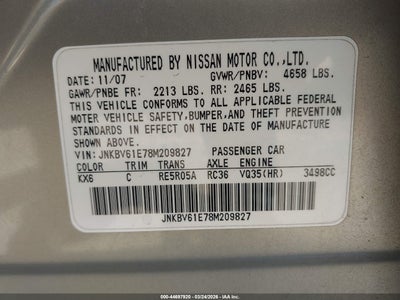 MANUFACTURED BY NISSAN MOTOR CO.,LTD.
DATE: 11/07 GVWR/PNBV: 4658 LBS.
GAWR/PNBE FR: 2213 LBS. RR: 2465 LBS.
THIS VEHICLE CONFORMS TO ALL APPLICABLE FEDERAL
MOTOR VEHICLE SAFETY,BUMPER,AND THEFT PREVENTION
STANDARDS IN EFFECT ON THE DATE OF MANUFACTURE
SHOWN ABOVE.
VIN: JNKBV61E78M209827 PASSENGER CAR
COLOR TRIM TRANS AXLE ENGINE
KX6 C RE5R05A RC36 VQ35(HR) 3498CC
JNKBV61E78M209827
000-44697920 - 03/24/2026 - IAAI.COM